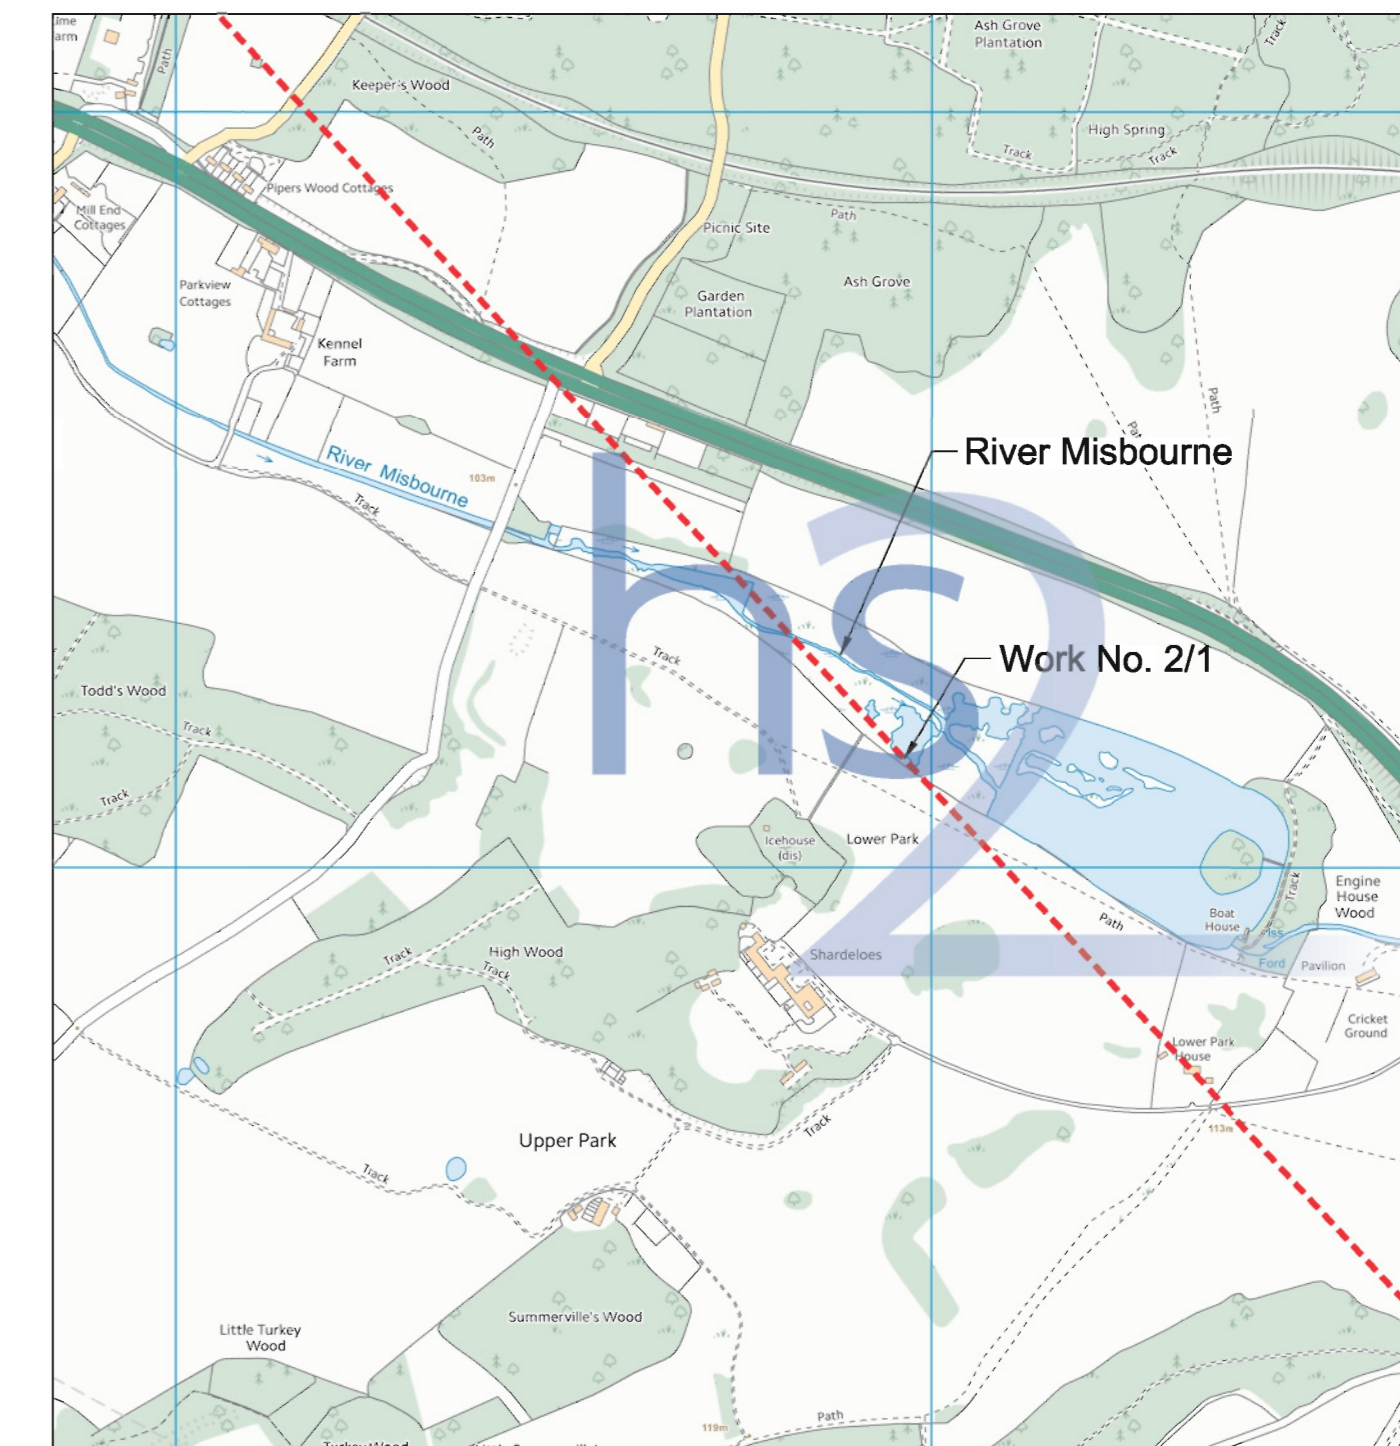 ime
arm
Path
Keeper's Wood
Path
Ash Grove
Plantation
Track
High Spring
Track
Track
Pipers Wood Cottages
Mill End
Cottages
Parkview
Cottages
Kennel
Farm
Picnic Site
Path
Garden
Plantation
Ash Grove
Path
River Misbourne
103m
Track
River Misbourne
hs2
Track
Work No. 2/1
Todd's Wood
Track
Track
Icehouse
(dis)
Lower Park
Engine
House
Wood
Track
Boat
House
Path
Ford
Pavilion
High Wood
Track
Track
Shardeloes
Cricket
Ground
Lower Park
House
113m
Upper Park
Track
Track
Summerville's Wood
Little Turkey
Wood
119m
Path
Turkey Wood